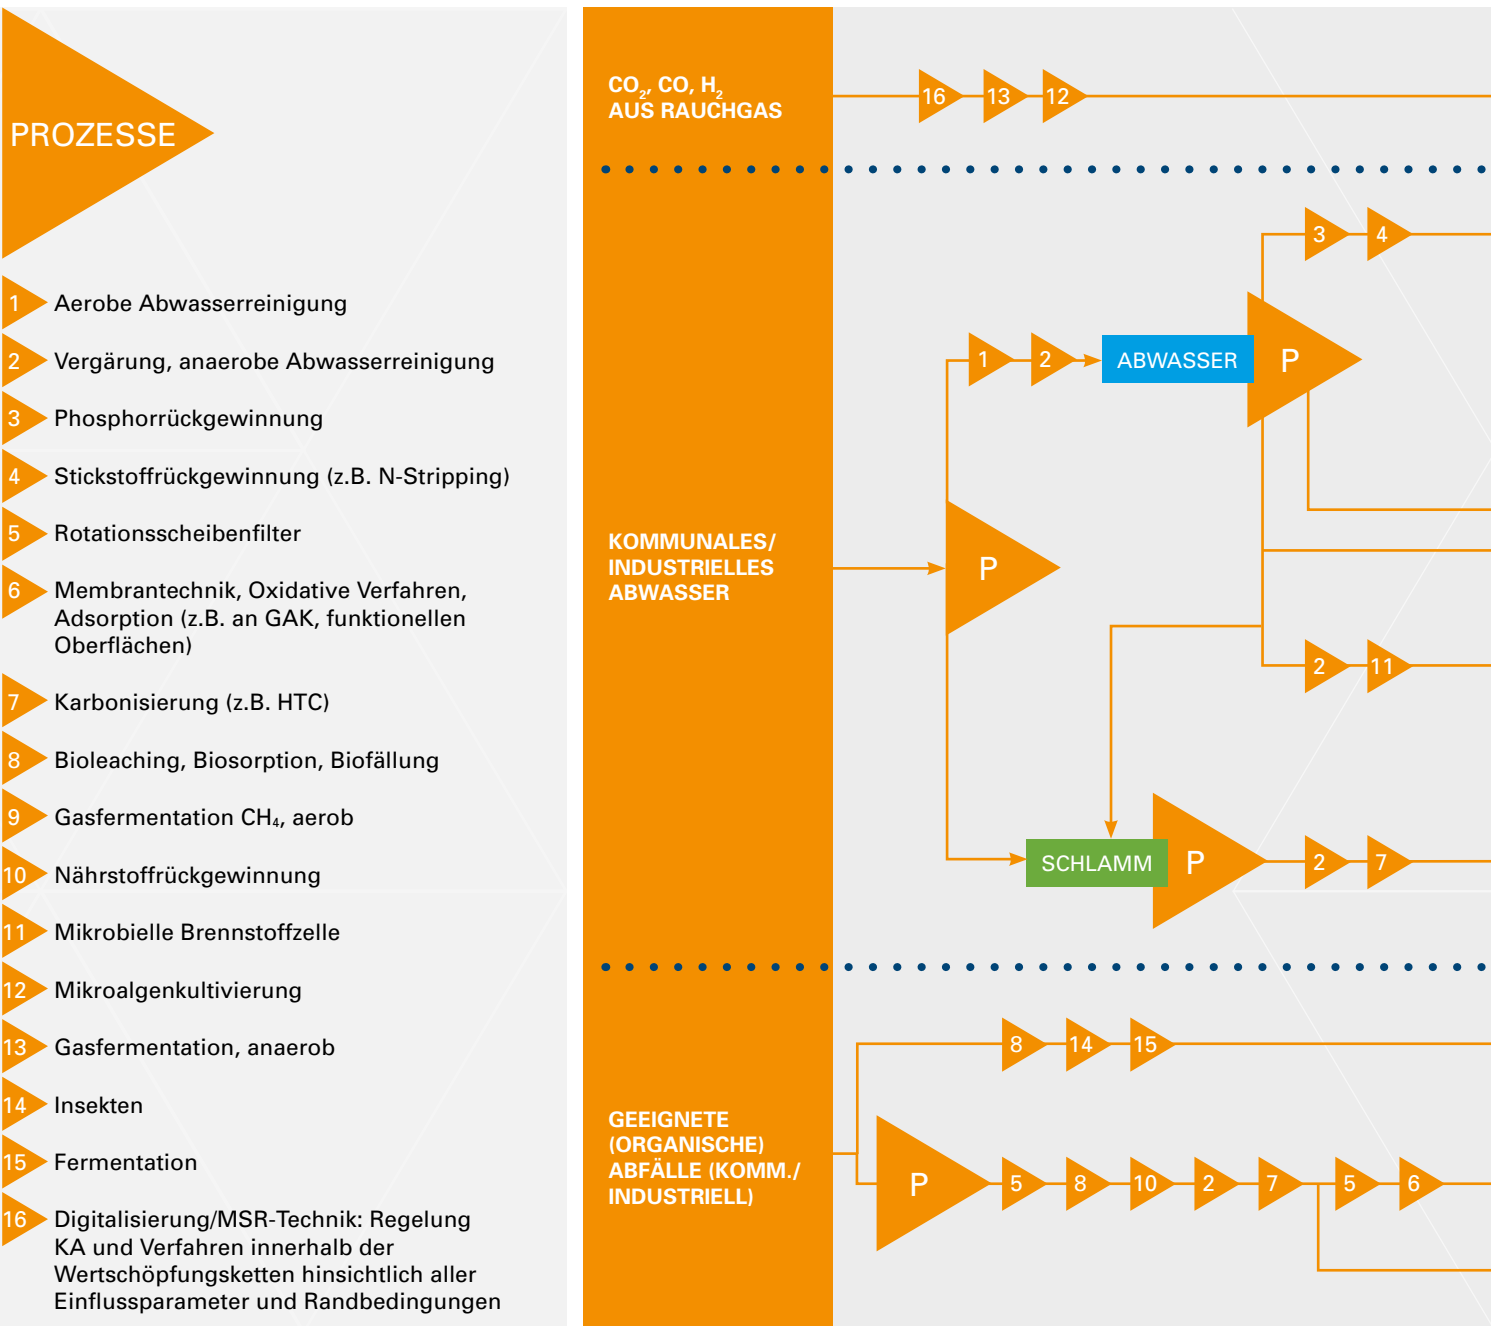 PROZESSE
1 Aerobe Abwasserreinigung
2 Vergärung, anaerobe Abwasserreinigung
3 Phosphorrückgewinnung
4 Stickstoffrückgewinnung (z.B. N-Stripping)
5 Rotationsscheibenfilter
6 Membrantechnik, Oxidative Verfahren,
Adsorption (z.B. an GAK, funktionellen
Oberflächen)
7 Karbonisierung (z.B. HTC)
8 Bioleaching, Biosorption, Biofällung
9 Gasfermentation CH₄, aerob
10 Nährstoffrückgewinnung
11 Mikrobielle Brennstoffzelle
12 Mikroalgenkultivierung
13 Gasfermentation, anaerob
14 Insekten
15 Fermentation
16 Digitalisierung/MSR-Technik: Regelung
KA und Verfahren innerhalb der
Wertschöpfungsketten hinsichtlich aller
Einflussparameter und Randbedingungen
CO₂, CO, H₂
AUS RAUCHGAS
16 13 12
KOMMUNALES/
INDUSTRIELLES
ABWASSER
3 4
1 2 ABWASSER P
P
2 11
SCHLAMM P 2 7
GEEIGNETE
(ORGANISCHE)
ABFÄLLE (KOMM./
INDUSTRIELL)
8 14 15
P 5 8 10 2 7 5 6